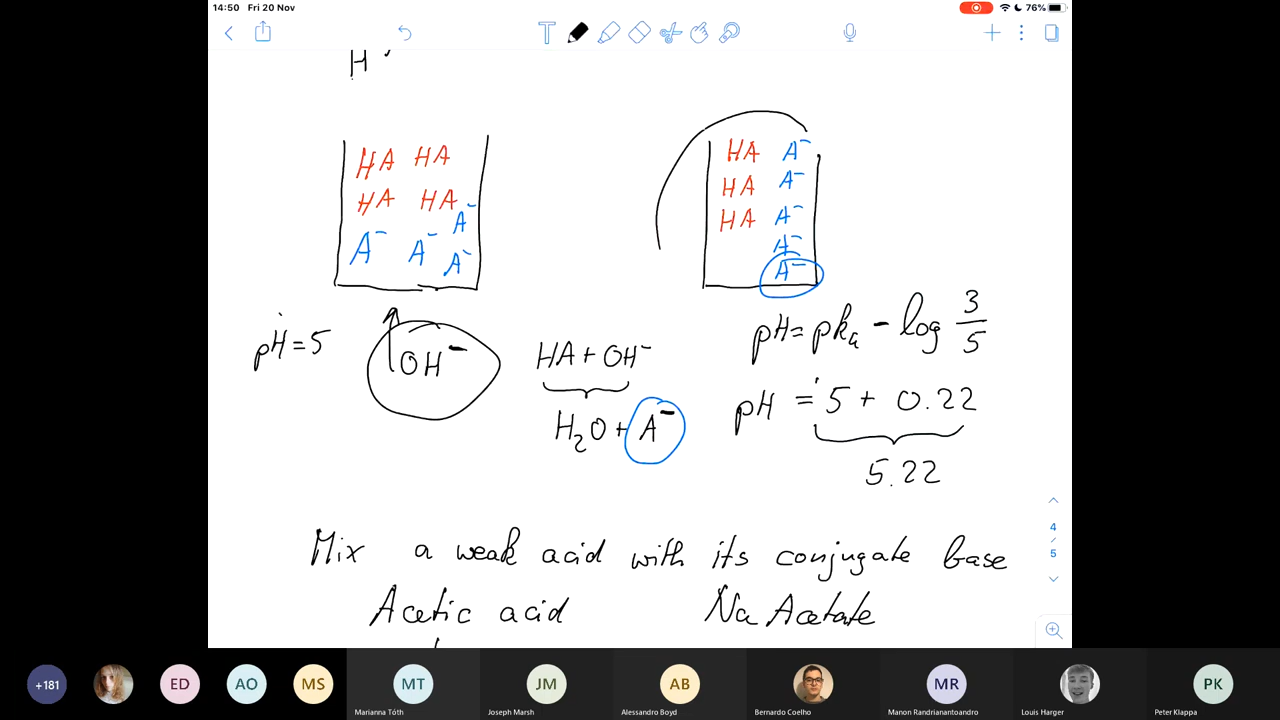 14:50 Fri 20 Nov
76%
H
HA HA
HA HA
A⁻
A⁻ A⁻ A⁻
HA A⁻
HA A⁻
HA A⁻
A⁻
A⁻
pH=5
OH⁻
HA + OH⁻
H₂O + A⁻
pH = pka - log 3/5
pH = 5 + 0.22
5.22
4
/
5
Mix a weak acid with its conjugate base
Acetic acid Na Acetate
+181 ED AO MS MT JM AB MR PK
Marianna Tóth Joseph Marsh Alessandro Boyd Bernardo Coelho Manon Randrianantoandro Louis Harger Peter Klappa